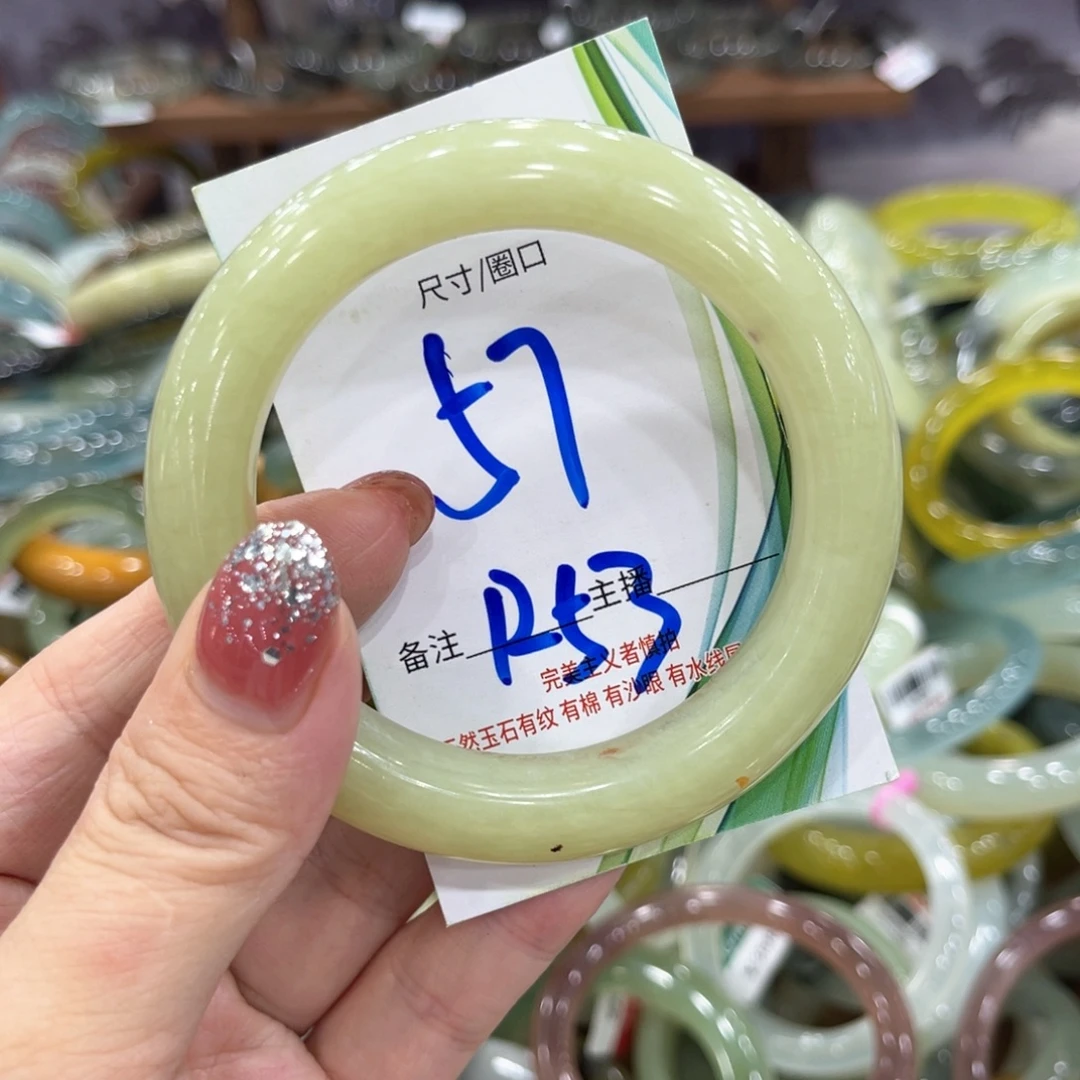 尺寸/圈口
57
R53
备注 主播
完美主义者慎拍
然玉石有纹 有棉 有沙眼 有水线